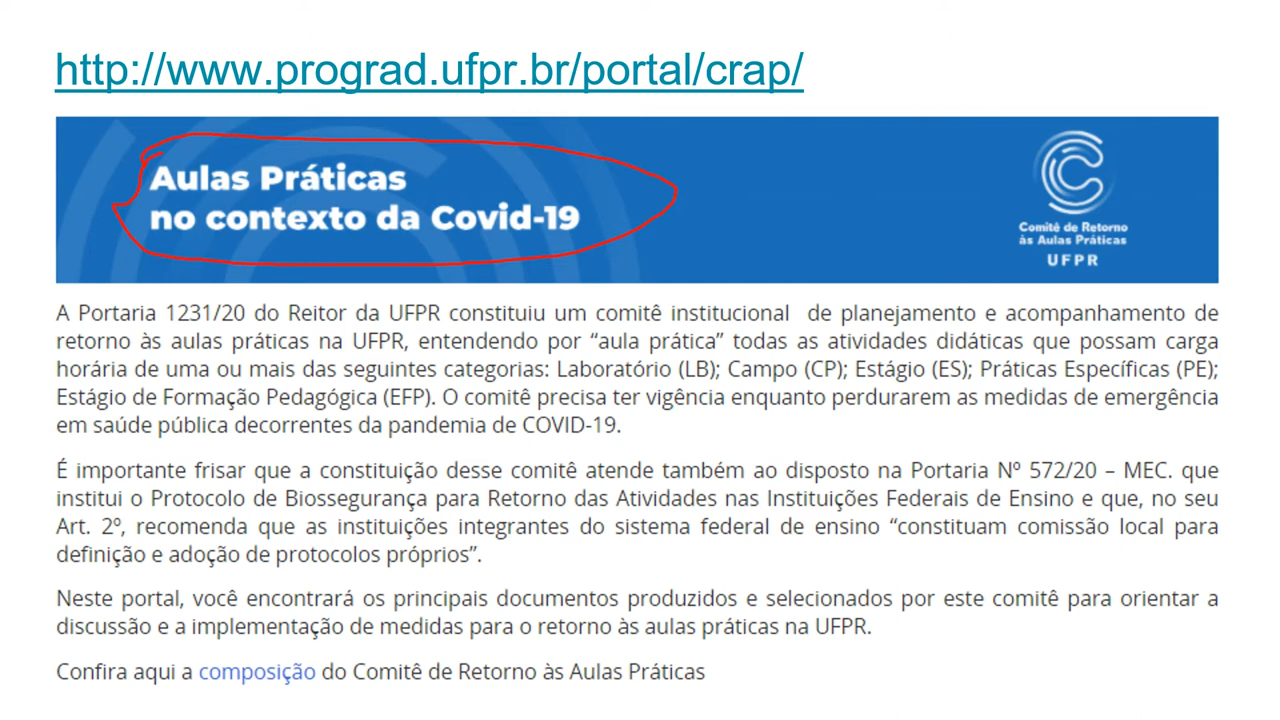 http://www.prograd.ufpr.br/portal/crap/
Aulas Práticas
no contexto da Covid-19
Comitê de Retorno
às Aulas Práticas
UFPR
A Portaria 1231/20 do Reitor da UFPR constituiu um comitê institucional de planejamento e acompanhamento de
retorno às aulas práticas na UFPR, entendendo por “aula prática” todas as atividades didáticas que possam carga
horária de uma ou mais das seguintes categorias: Laboratório (LB); Campo (CP); Estágio (ES); Práticas Específicas (PE);
Estágio de Formação Pedagógica (EFP). O comitê precisa ter vigência enquanto perdurarem as medidas de emergência
em saúde pública decorrentes da pandemia de COVID-19.
É importante frisar que a constituição desse comitê atende também ao disposto na Portaria Nº 572/20 – MEC. que
institui o Protocolo de Biossegurança para Retorno das Atividades nas Instituições Federais de Ensino e que, no seu
Art. 2º, recomenda que as instituições integrantes do sistema federal de ensino “constituam comissão local para
definição e adoção de protocolos próprios”.
Neste portal, você encontrará os principais documentos produzidos e selecionados por este comitê para orientar a
discussão e a implementação de medidas para o retorno às aulas práticas na UFPR.
Confira aqui a composição do Comitê de Retorno às Aulas Práticas